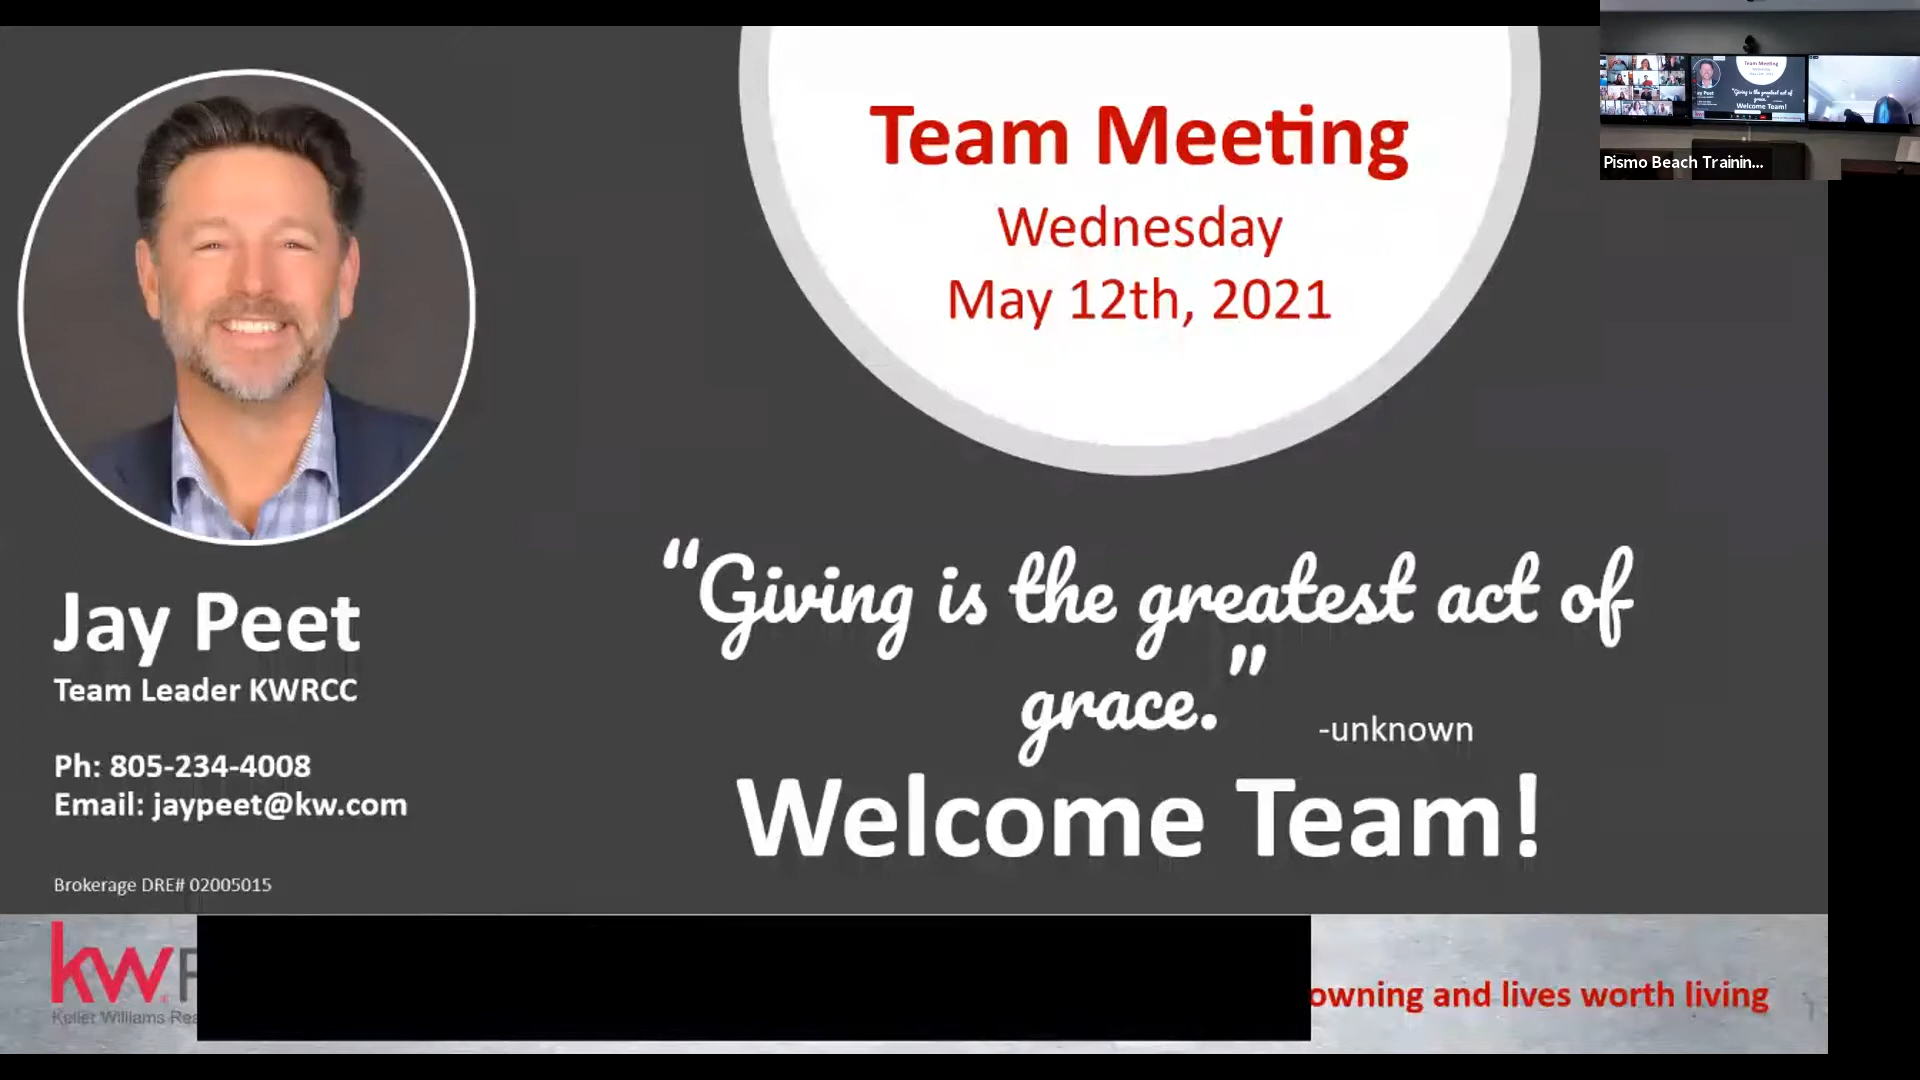 Team Meeting
Wednesday
May 12th, 2021
Pismo Beach Trainin...
“Giving is the greatest act of
grace.”
-unknown
Welcome Team!
Jay Peet
Team Leader KWRCC
Ph: 805-234-4008
Email: jaypeet@kw.com
Brokerage DRE# 02005015
kw
Keller Williams
owning and lives worth living